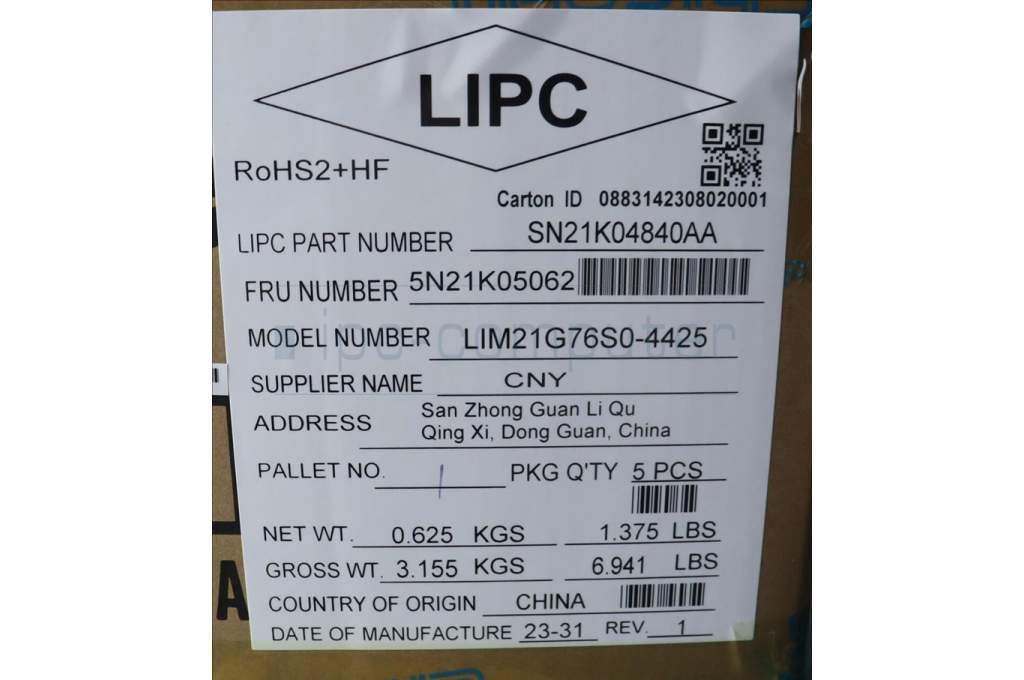 LIPC
RoHS2+HF
Carton ID 0883142308020001
LIPC PART NUMBER SN21K04840AA
FRU NUMBER 5N21K05062
MODEL NUMBER LIM21G76S0-4425
ipc-computer
SUPPLIER NAME CNY
ADDRESS San Zhong Guan Li Qu
Qing Xi, Dong Guan, China
PALLET NO. 1 PKG Q'TY 5 PCS
NET WT. 0.625 KGS 1.375 LBS
GROSS WT. 3.155 KGS 6.941 LBS
COUNTRY OF ORIGIN CHINA
DATE OF MANUFACTURE 23-31 REV. 1
A